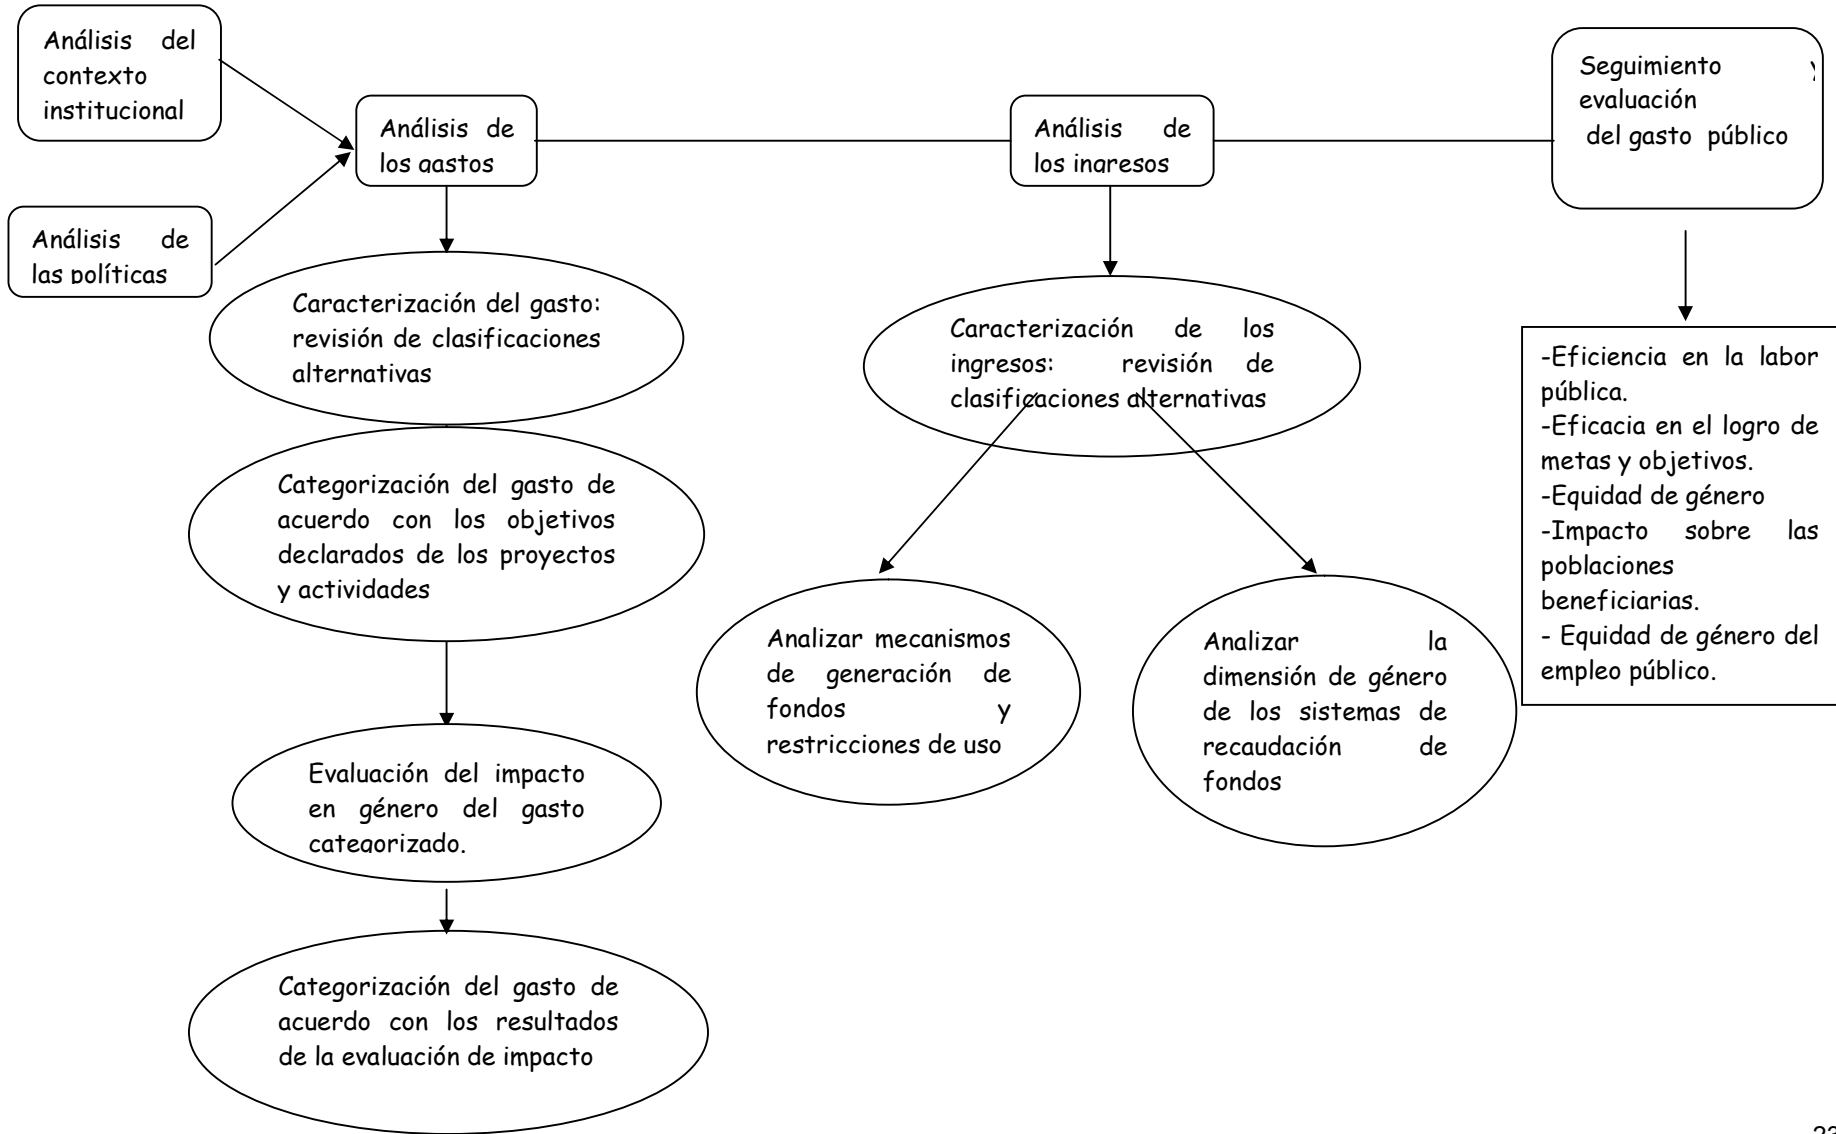 Análisis del
contexto
institucional
Análisis de
las políticas
Análisis de
los gastos
Análisis de
los ingresos
Seguimiento y
evaluación
del gasto público
Caracterización del gasto:
revisión de clasificaciones
alternativas
Categorización del gasto de
acuerdo con los objetivos
declarados de los proyectos
y actividades
Evaluación del impacto
en género del gasto
categorizado.
Categorización del gasto de
acuerdo con los resultados
de la evaluación de impacto
Caracterización de los
ingresos: revisión de
clasificaciones alternativas
Analizar mecanismos
de generación de
fondos y
restricciones de uso
Analizar la
dimensión de género
de los sistemas de
recaudación de
fondos
-Eficiencia en la labor
pública.
-Eficacia en el logro de
metas y objetivos.
-Equidad de género
-Impacto sobre las
poblaciones
beneficiarias.
- Equidad de género del
empleo público.